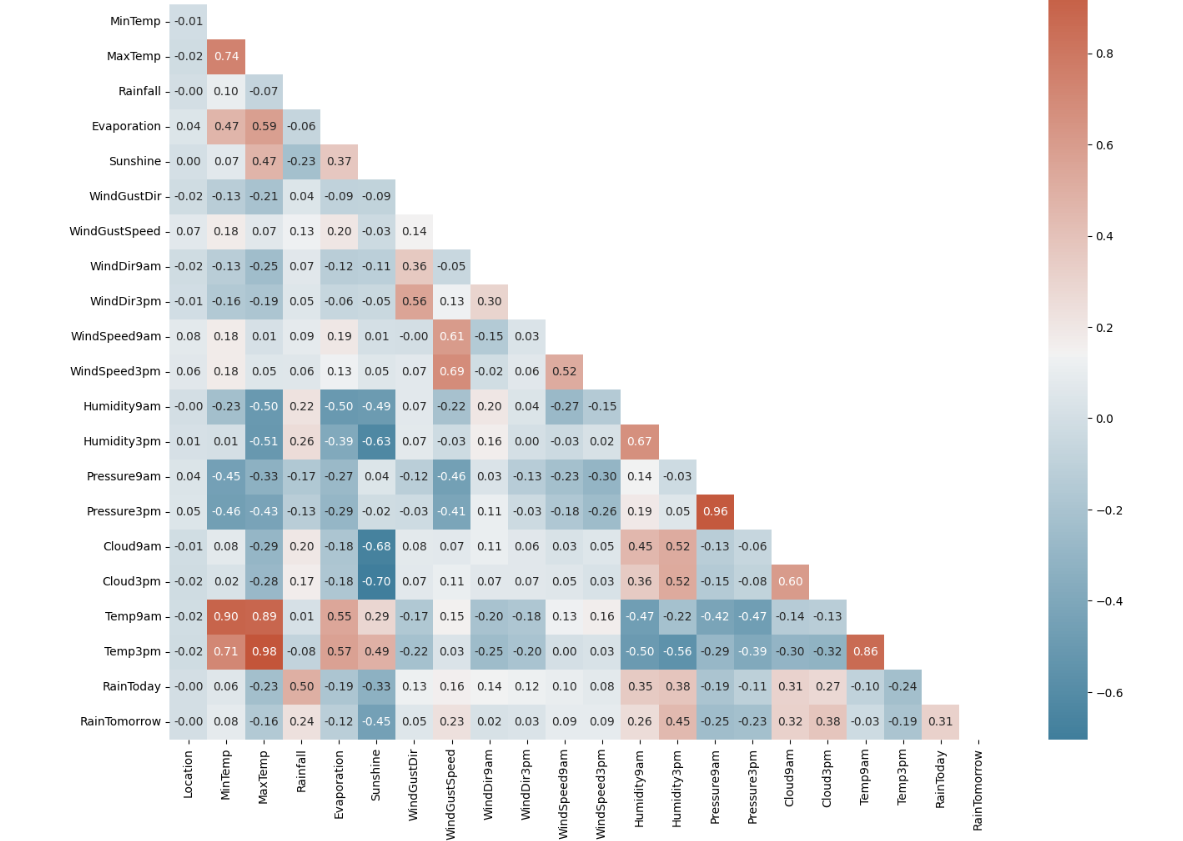 MinTemp -0.01
MaxTemp -0.02 0.74
Rainfall -0.00 0.10 -0.07
Evaporation 0.04 0.47 0.59 -0.06
Sunshine 0.00 0.07 0.47 -0.23 0.37
WindGustDir -0.02 -0.13 -0.21 0.04 -0.09 -0.09
WindGustSpeed 0.07 0.18 0.07 0.13 0.20 -0.03 0.14
WindDir9am -0.02 -0.13 -0.25 0.07 -0.12 -0.11 0.36 -0.05
WindDir3pm -0.01 -0.16 -0.19 0.05 -0.06 -0.05 0.56 0.13 0.30
WindSpeed9am 0.08 0.18 0.01 0.09 0.19 0.01 -0.00 0.61 -0.15 0.03
WindSpeed3pm 0.06 0.18 0.05 0.06 0.13 0.05 0.07 0.69 -0.02 0.06 0.52
Humidity9am -0.00 -0.23 -0.50 0.22 -0.50 -0.49 0.07 -0.22 0.20 0.04 -0.27 -0.15
Humidity3pm 0.01 0.01 -0.51 0.26 -0.39 -0.63 0.07 -0.03 0.16 0.00 -0.03 0.02 0.67
Pressure9am 0.04 -0.45 -0.33 -0.17 -0.27 0.04 -0.12 -0.46 0.03 -0.13 -0.23 -0.30 0.14 -0.03
Pressure3pm 0.05 -0.46 -0.43 -0.13 -0.29 -0.02 -0.03 -0.41 0.11 -0.03 -0.18 -0.26 0.19 0.05 0.96
Cloud9am -0.01 0.08 -0.29 0.20 -0.18 -0.68 0.08 0.07 0.11 0.06 0.03 0.05 0.45 0.52 -0.13 -0.06
Cloud3pm -0.02 0.02 -0.28 0.17 -0.18 -0.70 0.07 0.11 0.07 0.07 0.05 0.03 0.36 0.52 -0.15 -0.08 0.60
Temp9am -0.02 0.90 0.89 0.01 0.55 0.29 -0.17 0.15 -0.20 -0.18 0.13 0.16 -0.47 -0.22 -0.42 -0.47 -0.14 -0.13
Temp3pm -0.02 0.71 0.98 -0.08 0.57 0.49 -0.22 0.03 -0.25 -0.20 0.00 0.03 -0.50 -0.56 -0.29 -0.39 -0.30 -0.32 0.86
RainToday -0.00 0.06 -0.23 0.50 -0.19 -0.33 0.13 0.16 0.14 0.12 0.10 0.08 0.35 0.38 -0.19 -0.11 0.31 0.27 -0.10 -0.24
RainTomorrow -0.00 0.08 -0.16 0.24 -0.12 -0.45 0.05 0.23 0.02 0.03 0.09 0.09 0.26 0.45 -0.25 -0.23 0.32 0.38 -0.03 -0.19 0.31
Location
MinTemp
MaxTemp
Rainfall
Evaporation
Sunshine
WindGustDir
WindGustSpeed
WindDir9am
WindDir3pm
WindSpeed9am
WindSpeed3pm
Humidity9am
Humidity3pm
Pressure9am
Pressure3pm
Cloud9am
Cloud3pm
Temp9am
Temp3pm
RainToday
RainTomorrow
0.8
0.6
0.4
0.2
0.0
−0.2
−0.4
−0.6